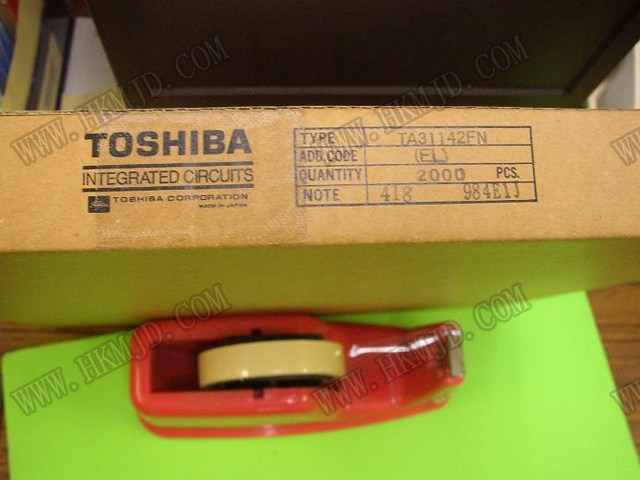 TOSHIBA
INTEGRATED CIRCUITS
TOSHIBA CORPORATION
MADE IN JAPAN
TYPE TA31142FN
ADD.CODE (EL)
QUANTITY 2000 PCS.
NOTE 418 984E1J
WWW.HKMJD.COM
WWW.HKMJD.COM
WWW.HKMJD.COM
WWW.HKMJD.COM